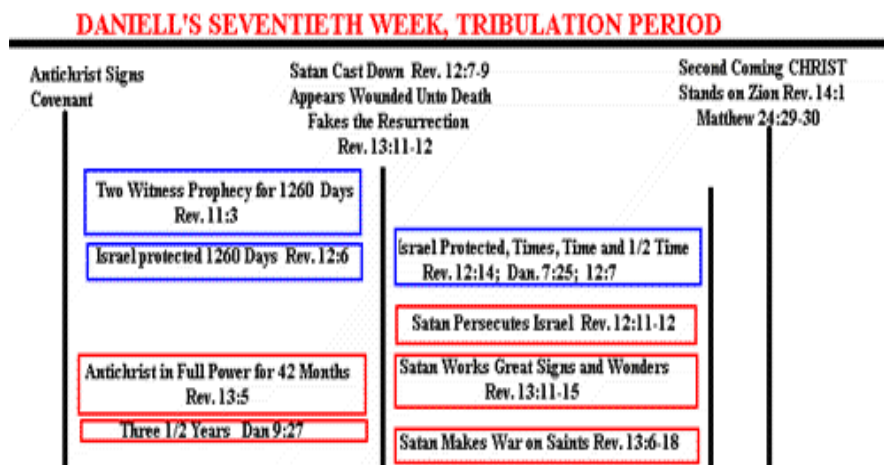 DANIELL'S SEVENTIETH WEEK, TRIBULATION PERIOD
Antichrist Signs
Covenant
Satan Cast Down Rev. 12:7-9
Appears Wounded Unto Death
Fakes the Resurrection
Rev. 13:11-12
Second Coming CHRIST
Stands on Zion Rev. 14:1
Matthew 24:29-30
Two Witness Prophecy for 1260 Days
Rev. 11:3
Israel protected 1260 Days Rev. 12:6
Israel Protected, Times, Time and 1/2 Time
Rev. 12:14; Dan. 7:25; 12:7
Satan Persecutes Israel Rev. 12:11-12
Antichrist in Full Power for 42 Months
Rev. 13:5
Satan Works Great Signs and Wonders
Rev. 13:11-15
Three 1/2 Years Dan 9:27
Satan Makes War on Saints Rev. 13:6-18